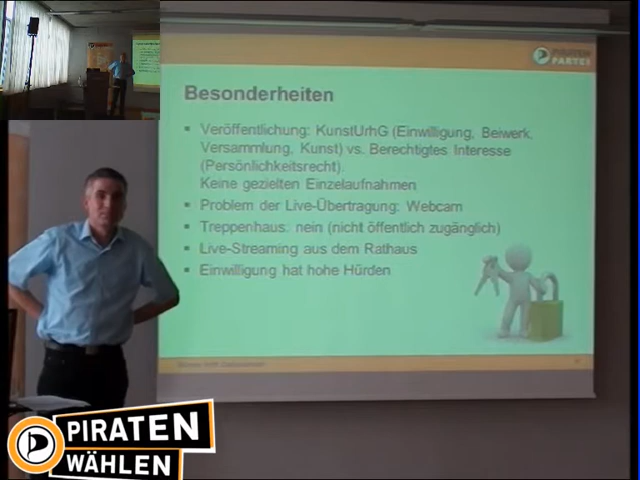 PIRATEN
PARTEI
Besonderheiten
▪ Veröffentlichung: KunstUrhG (Einwilligung, Beiwerk,
Versammlung, Kunst) vs. Berechtigtes Interesse
(Persönlichkeitsrecht).
Keine gezielten Einzelaufnahmen
▪ Problem der Live-Übertragung: Webcam
▪ Treppenhaus: nein (nicht öffentlich zugänglich)
▪ Live-Streaming aus dem Rathaus
▪ Einwilligung hat hohe Hürden
PIRATEN
WÄHLEN